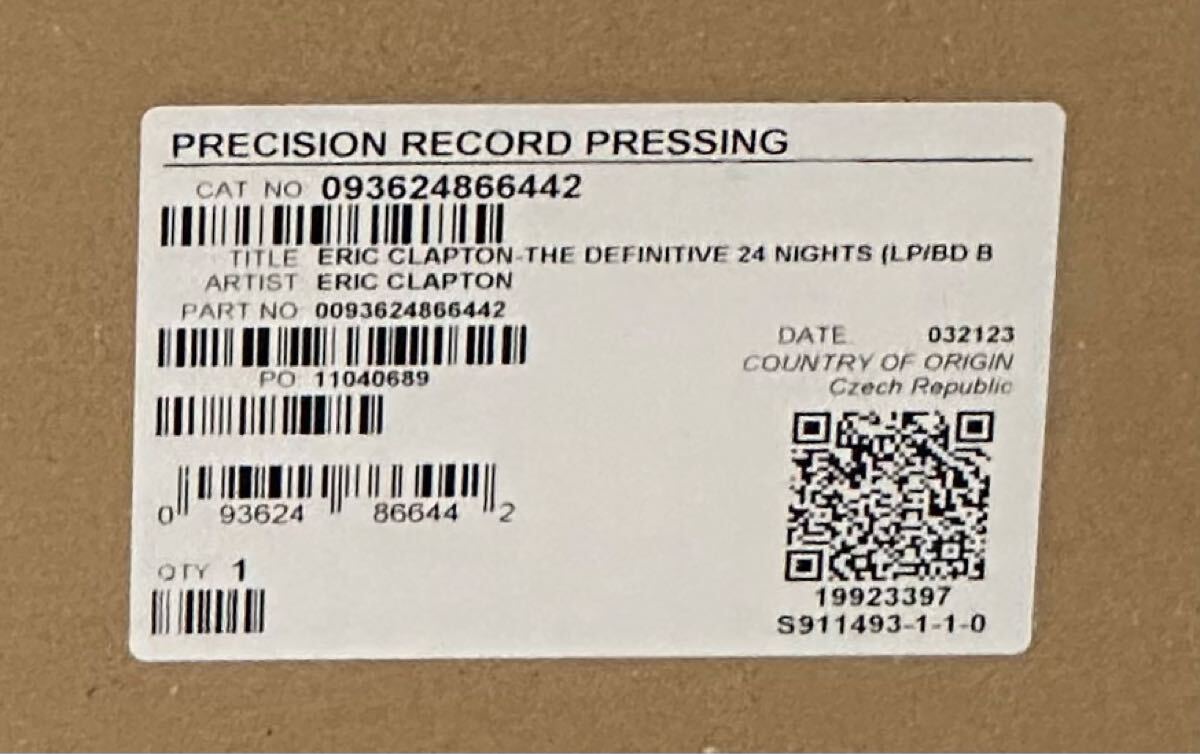 PRECISION RECORD PRESSING
CAT NO 093624866442
TITLE ERIC CLAPTON-THE DEFINITIVE 24 NIGHTS (LP/BD B
ARTIST ERIC CLAPTON
PART NO 0093624866442
DATE 032123
COUNTRY OF ORIGIN
Czech Republic
PO 11040689
0 93624 86644 2
QTY 1
19923397
S911493-1-1-0